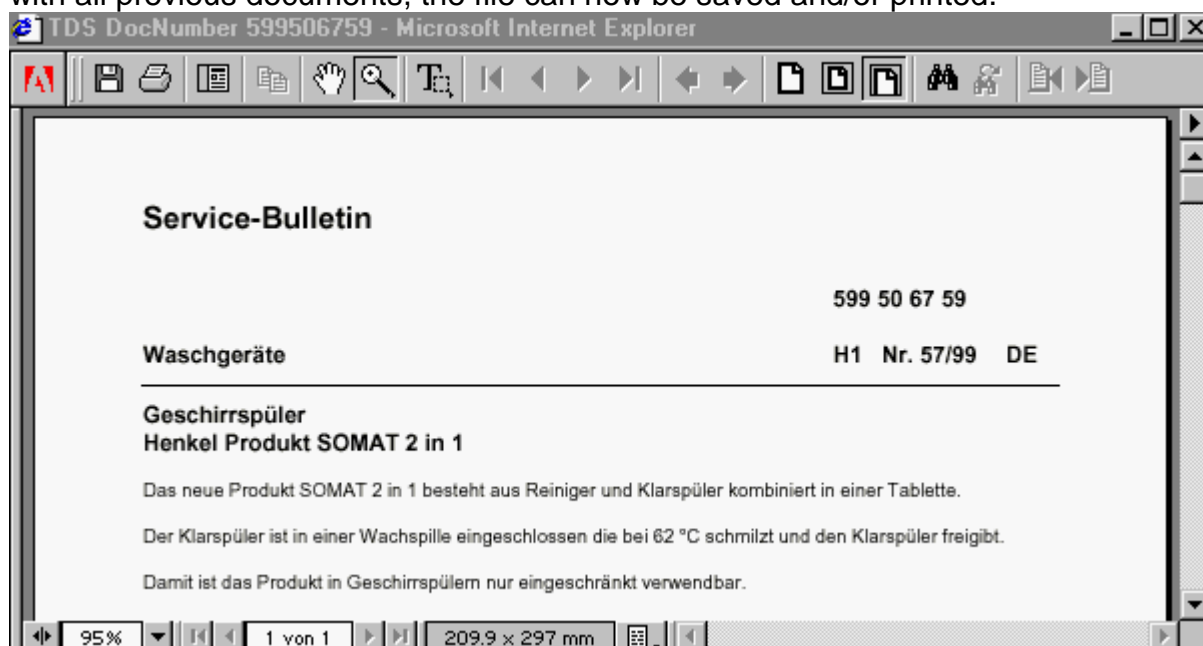 with all previous documents, the file can now be saved and/or printed.
TDS DocNumber 599506759 - Microsoft Internet Explorer
Service-Bulletin
599 50 67 59
Waschgeräte H1 Nr. 57/99 DE
Geschirrspüler
Henkel Produkt SOMAT 2 in 1
Das neue Produkt SOMAT 2 in 1 besteht aus Reiniger und Klarspüler kombiniert in einer Tablette.
Der Klarspüler ist in einer Wachspille eingeschlossen die bei 62 °C schmilzt und den Klarspüler freigibt.
Damit ist das Produkt in Geschirrspülern nur eingeschränkt verwendbar.
95% 1 von 1 209.9 x 297 mm